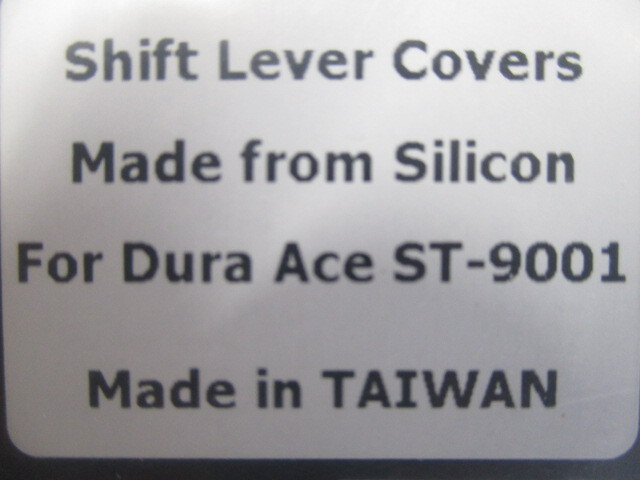 Shift Lever Covers
Made from Silicon
For Dura Ace ST-9001
Made in TAIWAN